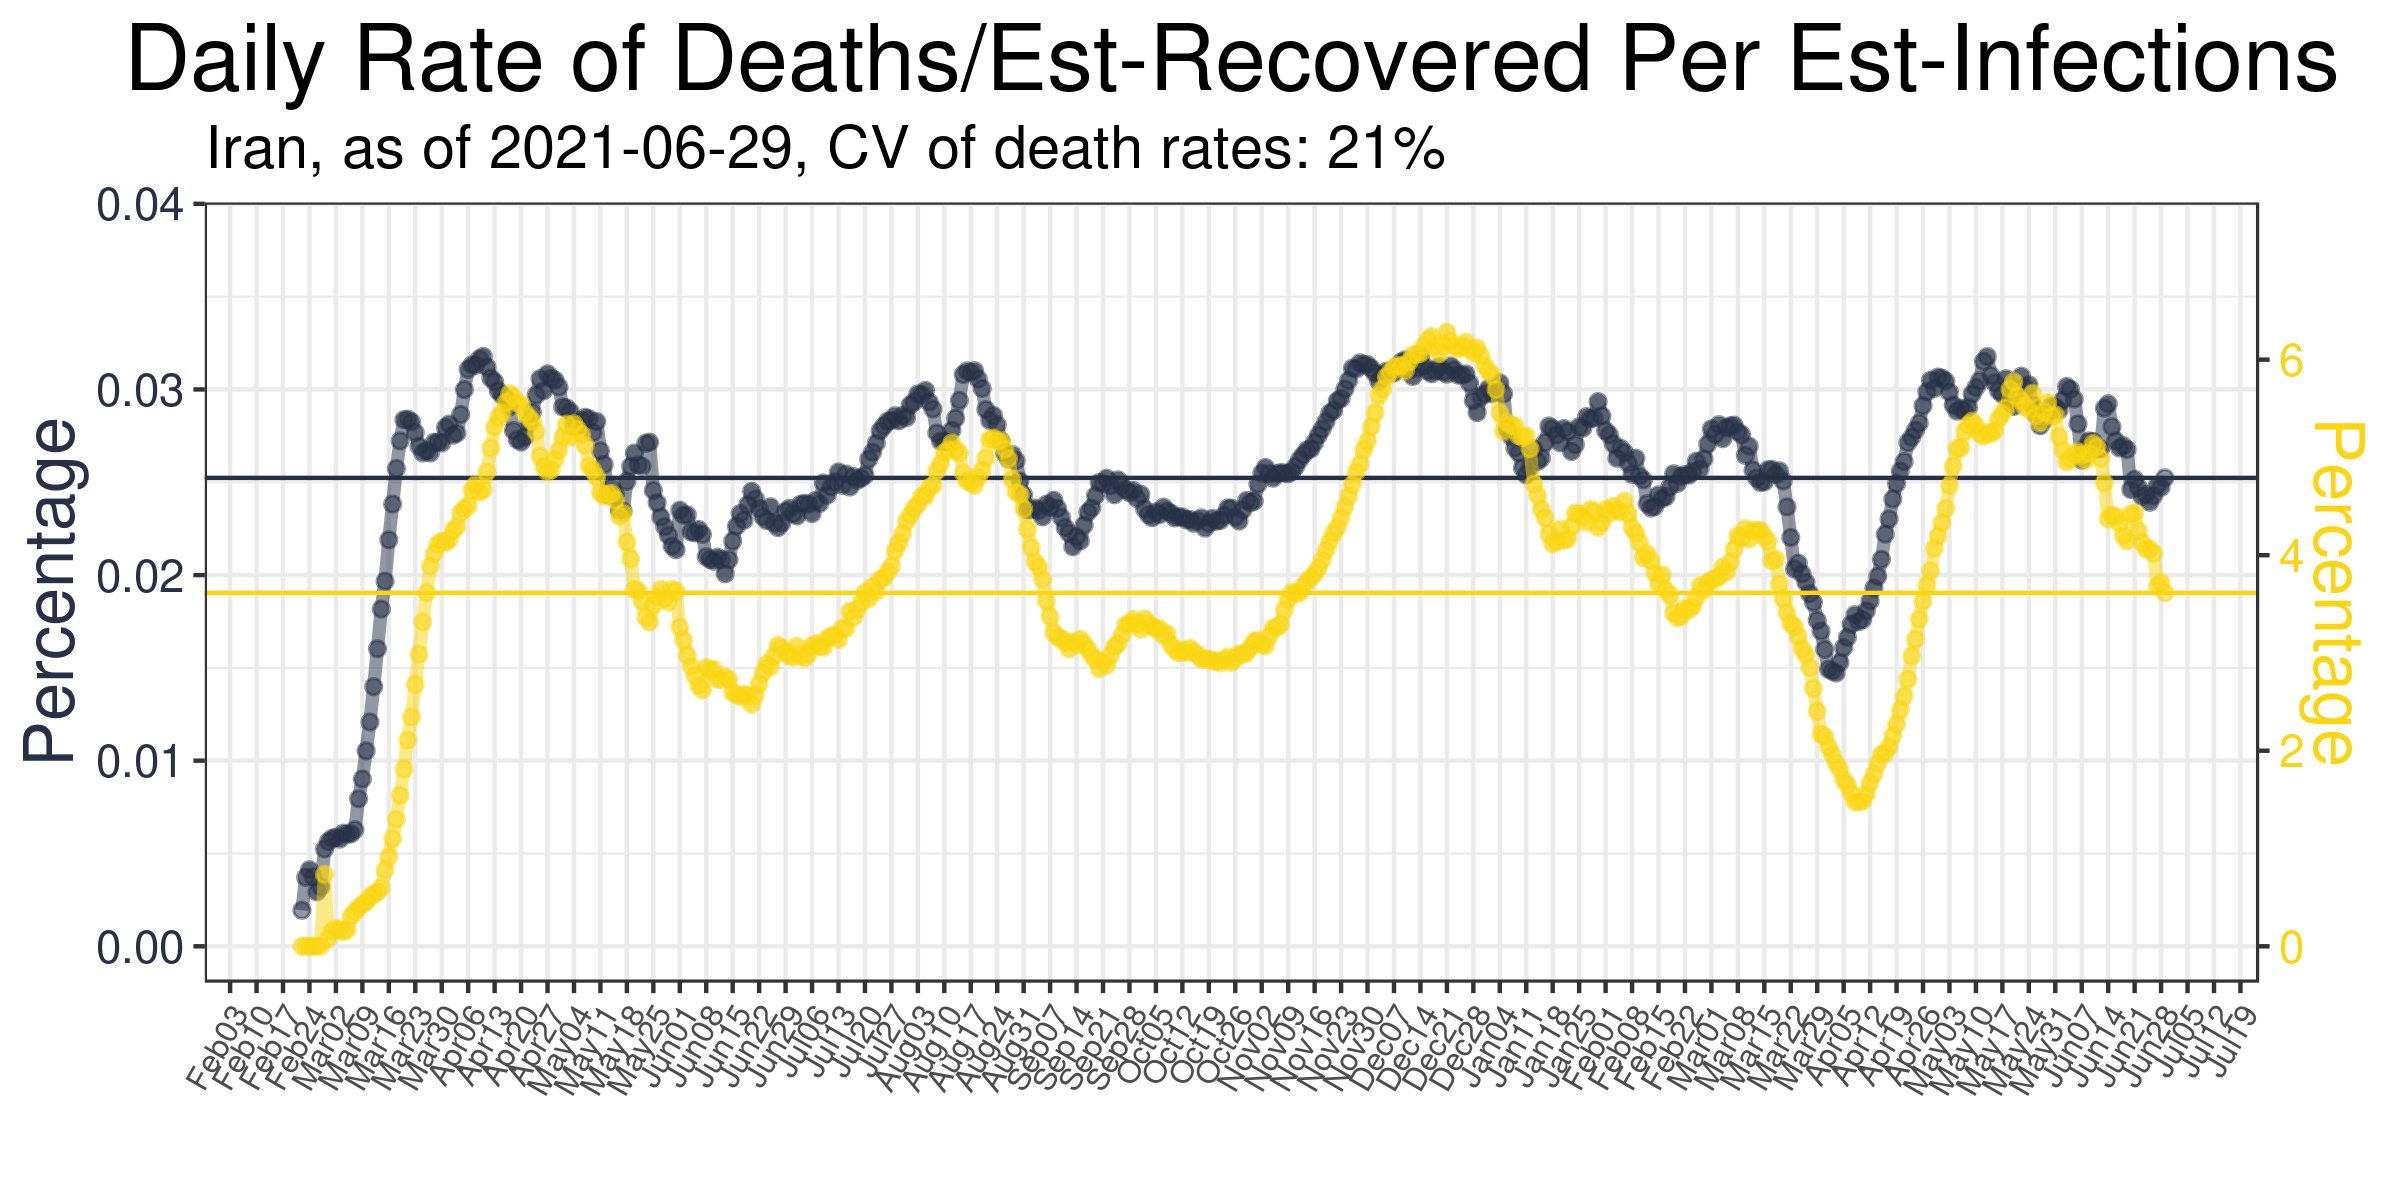 Daily Rate of Deaths/Est-Recovered Per Est-Infections
Iran, as of 2021-06-29, CV of death rates: 21%
Percentage
0.04
0.03
0.02
0.01
0.00
6
4
2
0
Percentage
Feb03
Feb10
Feb17
Feb24
Mar02
Mar09
Mar16
Mar23
Mar30
Apr06
Apr13
Apr20
Apr27
May04
May11
May18
May25
Jun01
Jun08
Jun15
Jun22
Jun29
Jul06
Jul13
Jul20
Jul27
Aug03
Aug10
Aug17
Aug24
Aug31
Sep07
Sep14
Sep21
Sep28
Oct05
Oct12
Oct19
Oct26
Nov02
Nov09
Nov16
Nov23
Nov30
Dec07
Dec14
Dec21
Dec28
Jan04
Jan11
Jan18
Jan25
Feb01
Feb08
Feb15
Feb22
Mar01
Mar08
Mar15
Mar22
Mar29
Apr05
Apr12
Apr19
Apr26
May03
May10
May17
May24
May31
Jun07
Jun14
Jun21
Jun28
Jul05
Jul12
Jul19